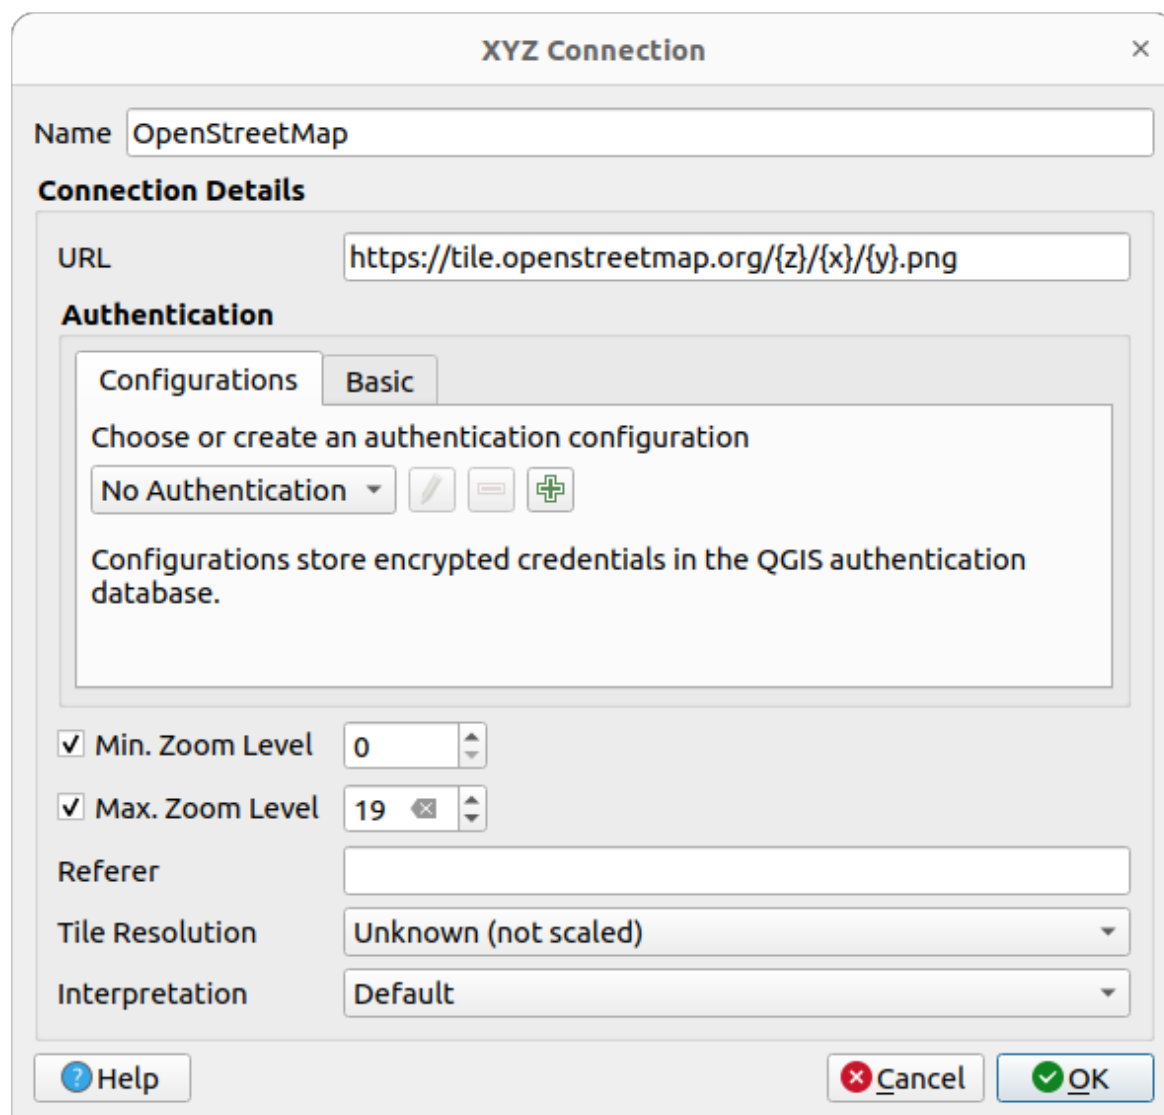 XYZ Connection
Name OpenStreetMap
Connection Details
URL https://tile.openstreetmap.org/{z}/{x}/{y}.png
Authentication
Configurations Basic
Choose or create an authentication configuration
No Authentication
Configurations store encrypted credentials in the QGIS authentication
database.
Min. Zoom Level 0
Max. Zoom Level 19
Referer
Tile Resolution Unknown (not scaled)
Interpretation Default
Help Cancel OK